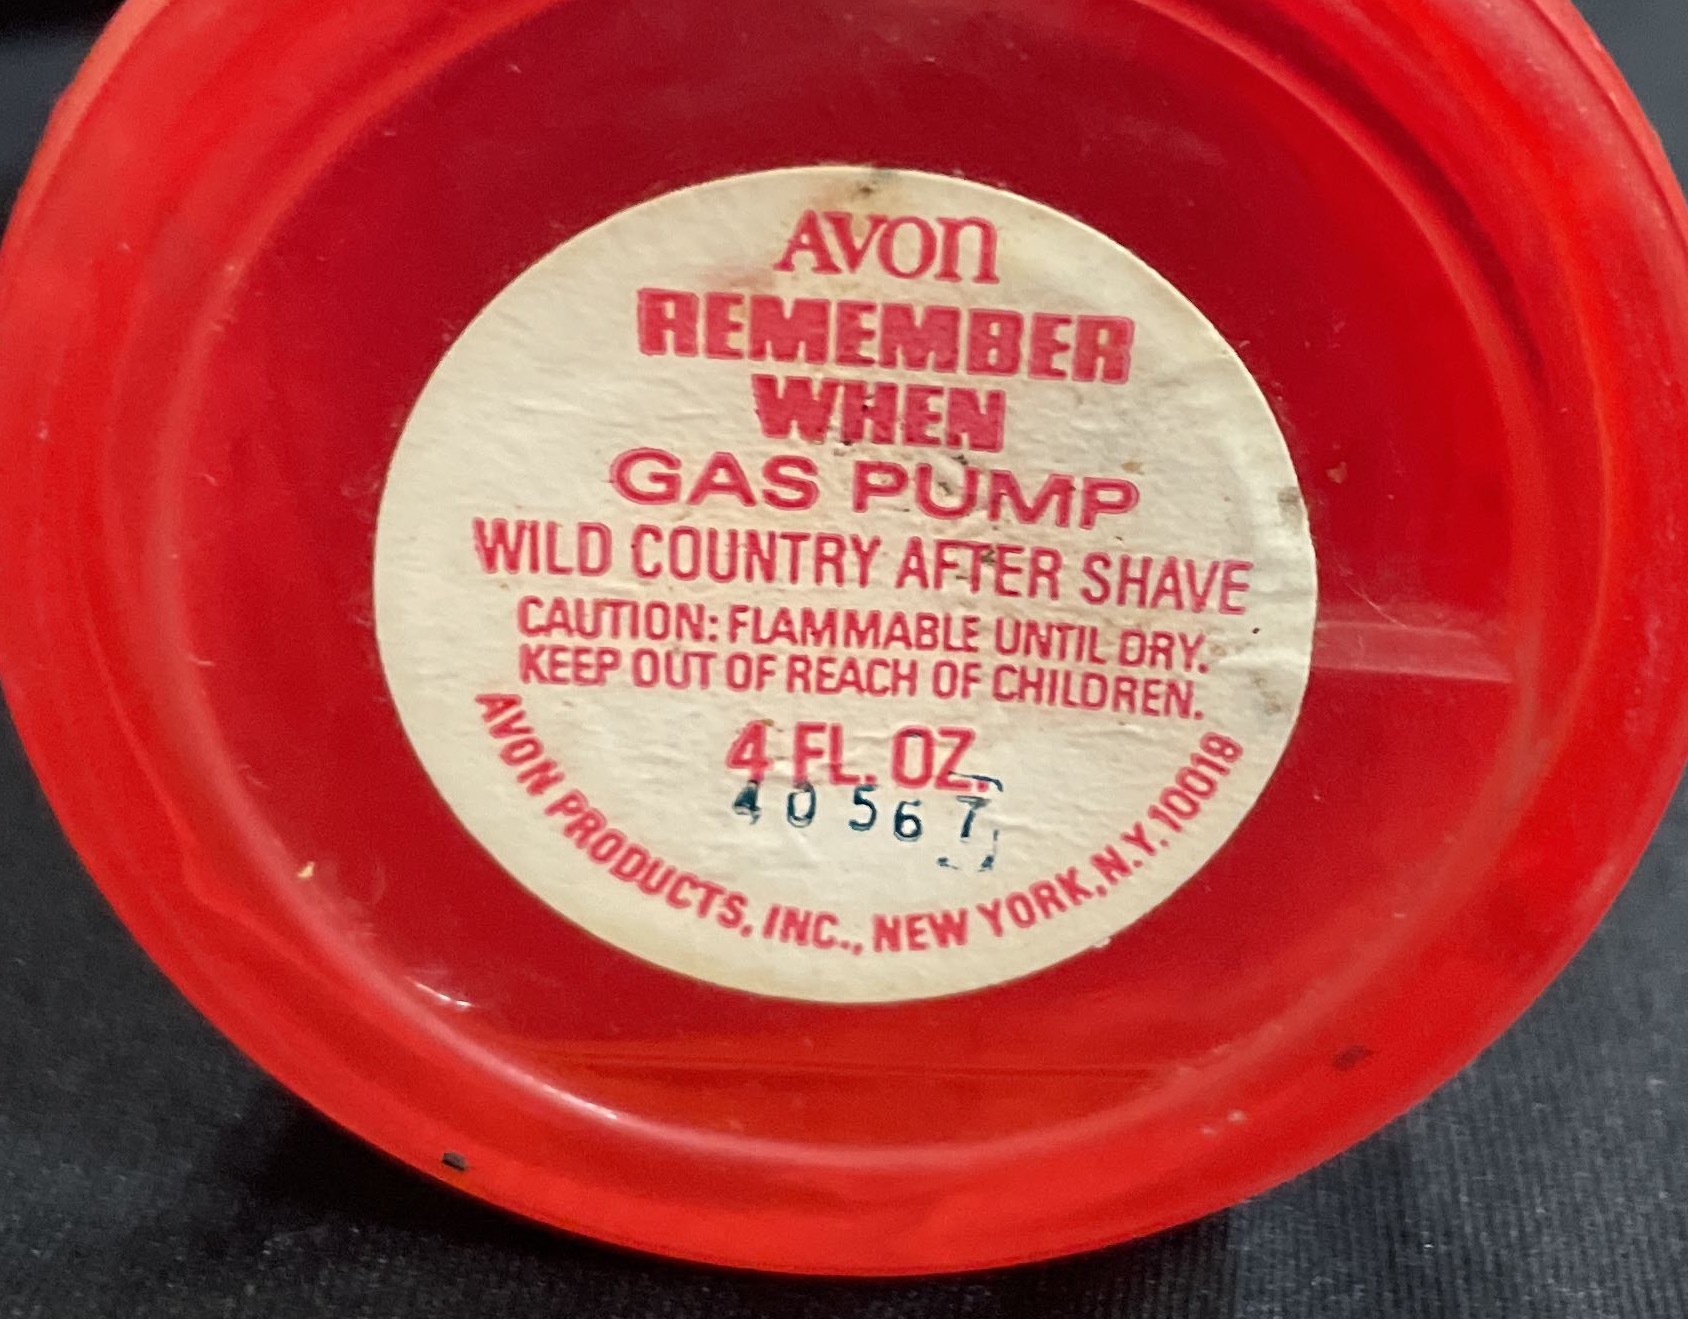 AVON
REMEMBER
WHEN
GAS PUMP
WILD COUNTRY AFTER SHAVE
CAUTION: FLAMMABLE UNTIL DRY.
KEEP OUT OF REACH OF CHILDREN.
4 FL. OZ.
40567
AVON PRODUCTS, INC., NEW YORK, N.Y. 10019